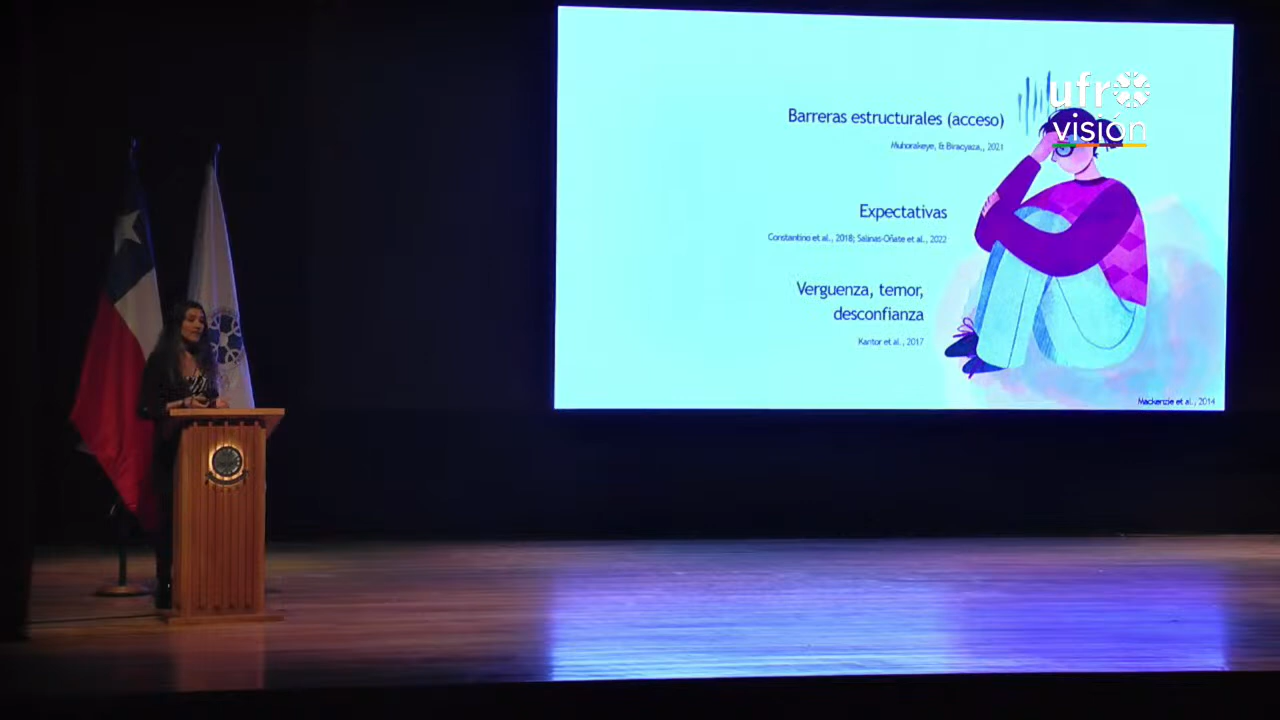 ufro
visión
Barreras estructurales (acceso)
Muhorakeye, & Biracyaza,, 2021
Expectativas
Constantino et al., 2018; Salinas-Oñate et al., 2022
Verguenza, temor,
desconfianza
Kantor et al., 2017
Mackenzie et al., 2014